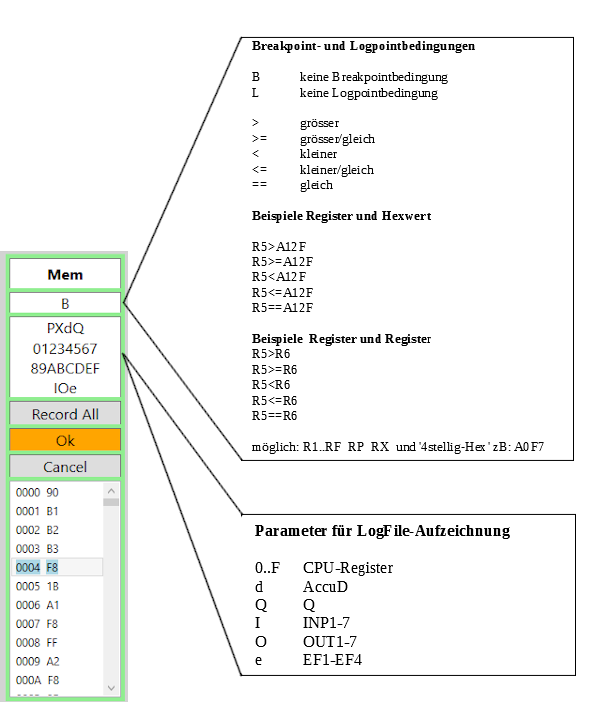 Breakpoint- und Logpointbedingungen
B keine Breakpointbedingung
L keine Logpointbedingung
> grösser
>= grösser/gleich
< kleiner
<= kleiner/gleich
== gleich
Beispiele Register und Hexwert
R5>A12F
R5>=A12F
R5<A12F
R5<=A12F
R5==A12F
Beispiele Register und Register
R5>R6
R5>=R6
R5<R6
R5<=R6
R5==R6
möglich: R1..RF RP RX und '4stellig-Hex' zB: A0F7
Mem
B
PXdQ
01234567
89ABCDEF
IOe
Record All
Ok
Cancel
0000 90
0001 B1
0002 B2
0003 B3
0004 F8
0005 1B
0006 A1
0007 F8
0008 FF
0009 A2
000A F8
Parameter für LogFile-Aufzeichnung
0..F CPU-Register
d AccuD
Q Q
I INP1-7
O OUT1-7
e EF1-EF4